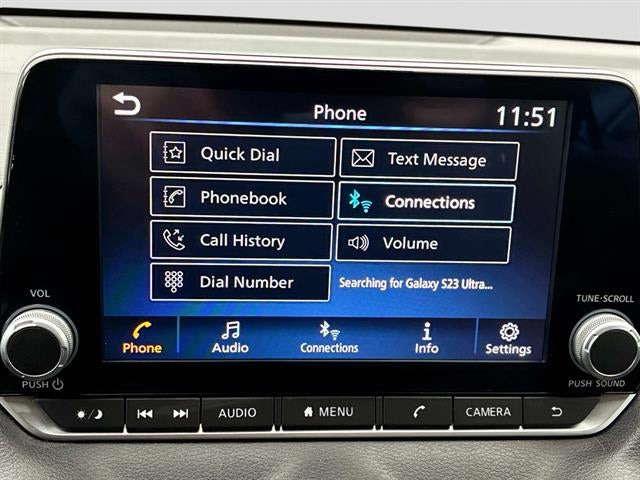 Phone
11:51
Quick Dial
Text Message
Phonebook
Connections
Call History
Volume
Dial Number
Searching for Galaxy S23 Ultra...
VOL
PUSH
TUNE·SCROLL
PUSH SOUND
Phone
Audio
Connections
Info
Settings
AUDIO
MENU
CAMERA